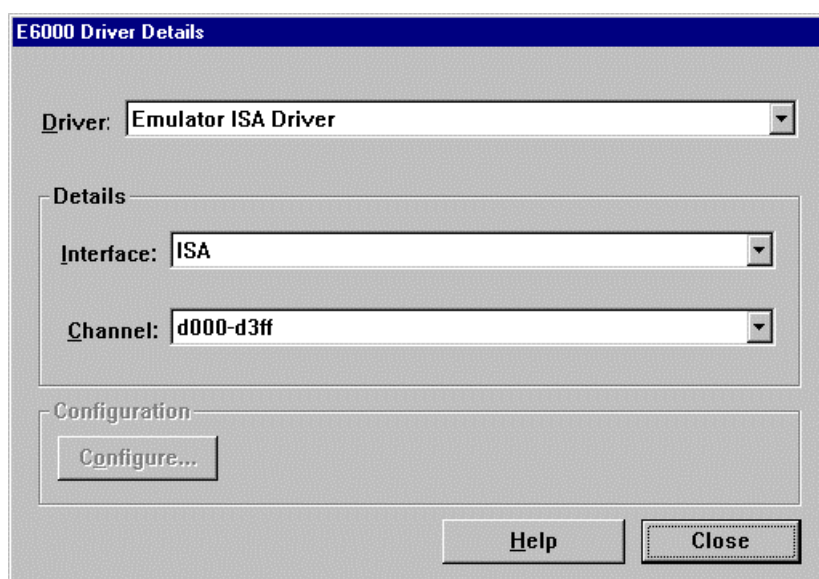 E6000 Driver Details
Driver: Emulator ISA Driver
Details
Interface: ISA
Channel: d000-d3ff
Configuration
Configure...
Help Close